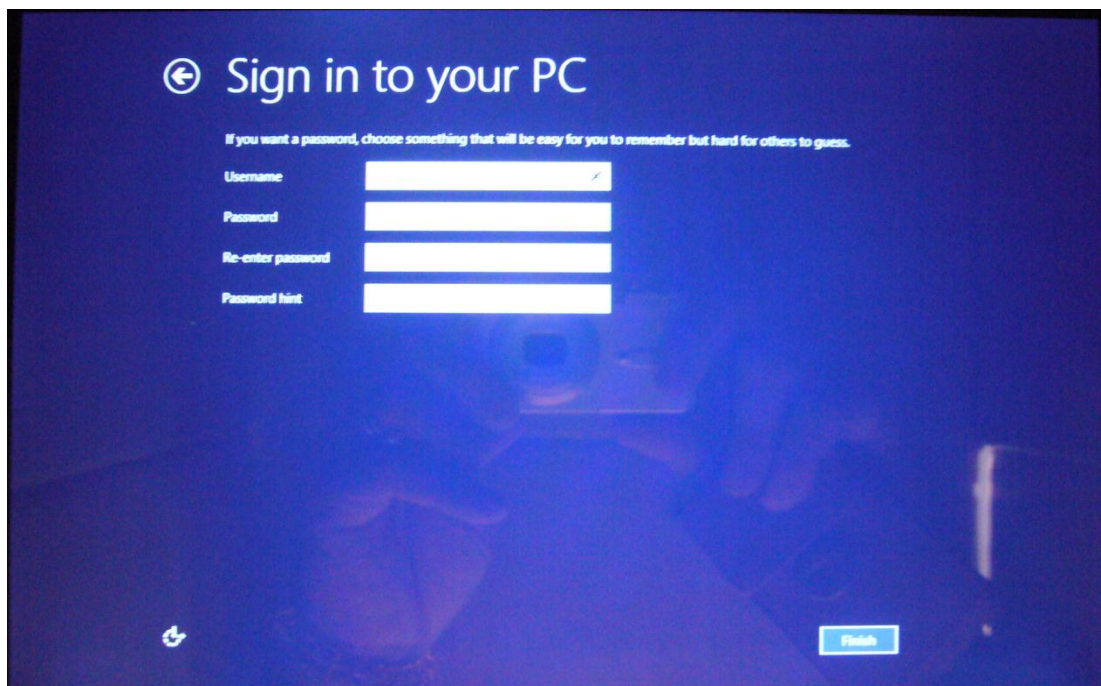 Sign in to your PC
If you want a password, choose something that will be easy for you to remember but hard for others to guess.
Username
Password
Re-enter password
Password hint
Finish